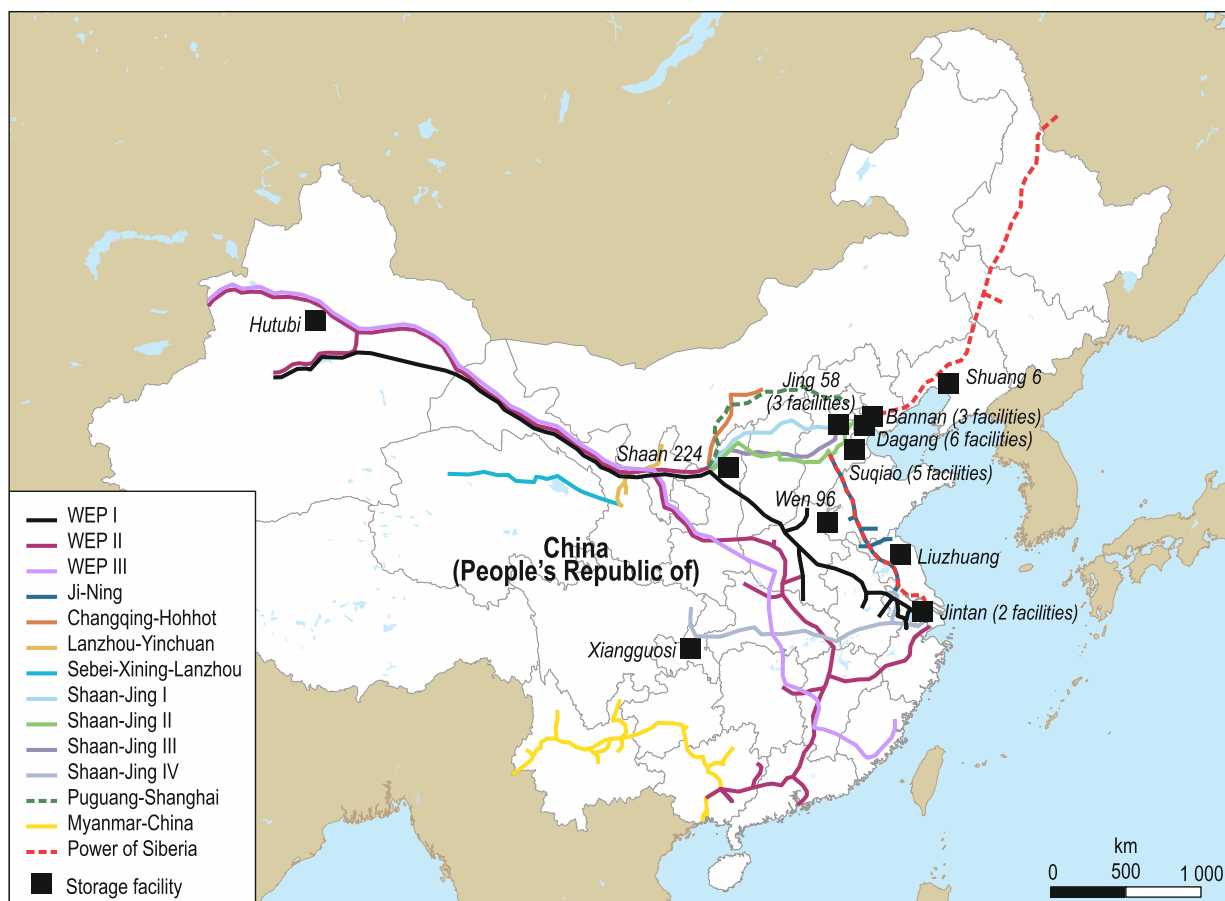 Hutubi
Jing 58
(3 facilities)
Shuang 6
Bannan (3 facilities)
Dagang (6 facilities)
Shaan 224
Suqiao (5 facilities)
Wen 96
China
(People's Republic of)
Liuzhuang
Jintan (2 facilities)
Xiangguosi
WEP I
WEP II
WEP III
Ji-Ning
Changqing-Hohhot
Lanzhou-Yinchuan
Sebei-Xining-Lanzhou
Shaan-Jing I
Shaan-Jing II
Shaan-Jing III
Shaan-Jing IV
Puguang-Shanghai
Myanmar-China
Power of Siberia
Storage facility
km
0 500 1 000